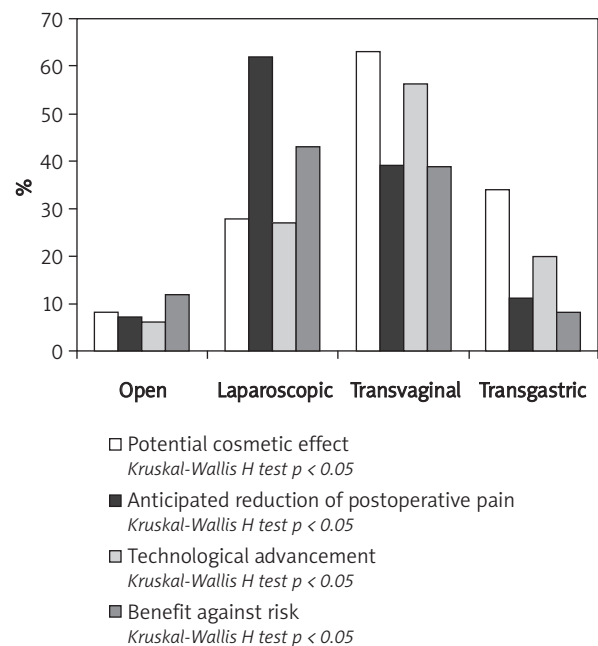 70
60
50
40
30
20
10
0
%
Open Laparoscopic Transvaginal Transgastric
Potential cosmetic effect
Kruskal-Wallis H test p < 0.05
Anticipated reduction of postoperative pain
Kruskal-Wallis H test p < 0.05
Technological advancement
Kruskal-Wallis H test p < 0.05
Benefit against risk
Kruskal-Wallis H test p < 0.05